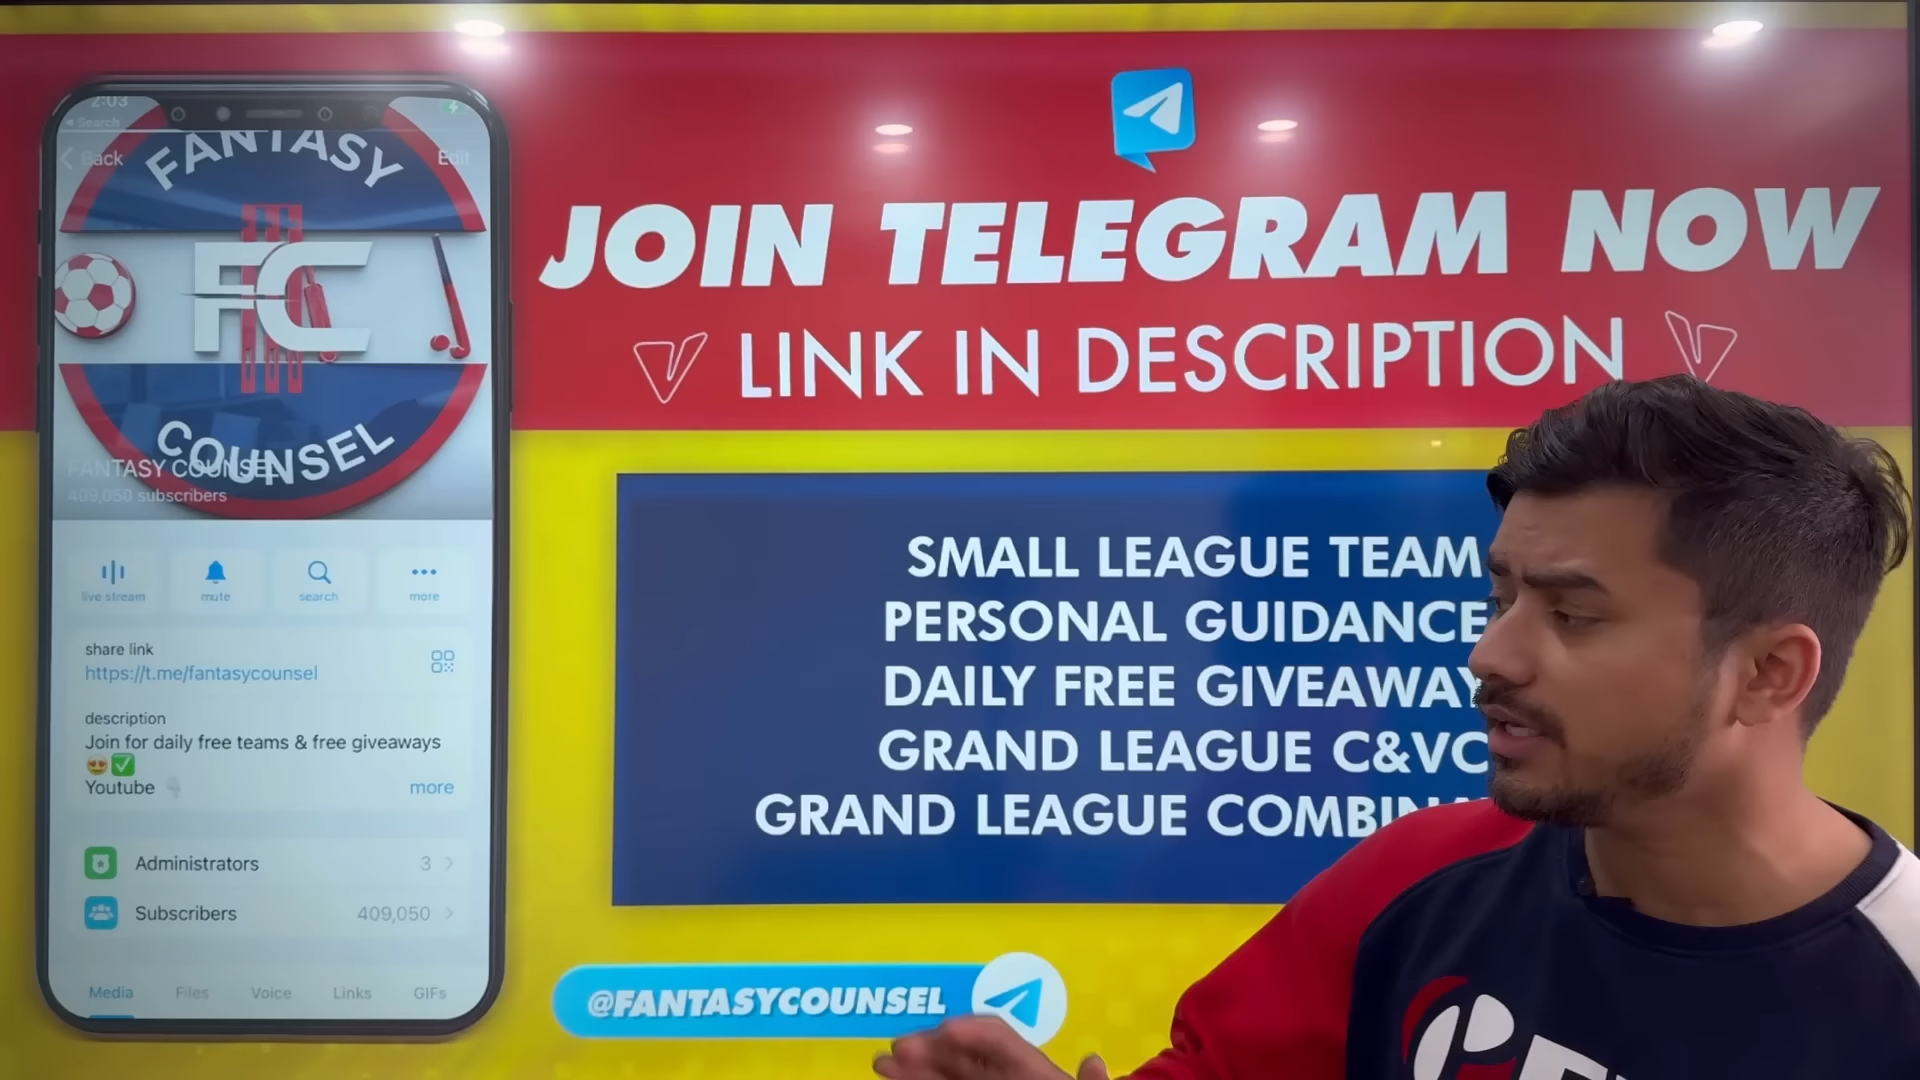 2:03
Search
Back
Edit
FANTASY
FC
COUNSEL
FANTASY COUNSEL
409,050 subscribers
live stream
mute
search
more
share link
https://t.me/fantasycounsel
description
Join for daily free teams & free giveaways
😍✅
Youtube 👇
more
Administrators 3
Subscribers 409,050
Media Files Voice Links GIFs
JOIN TELEGRAM NOW
LINK IN DESCRIPTION
SMALL LEAGUE TEAM
PERSONAL GUIDANCE
DAILY FREE GIVEAWAY
GRAND LEAGUE C&VC
GRAND LEAGUE
@FANTASYCOUNSEL